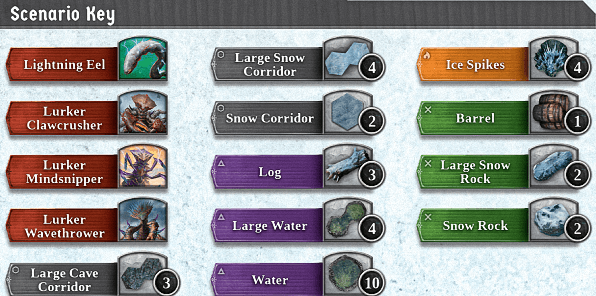 Scenario Key
Lightning Eel
Lurker
Clawcrusher
Lurker
Mindsnipper
Lurker
Wavethrower
Large Cave
Corridor
3
Large Snow
Corridor
4
Snow Corridor
2
Log
3
Large Water
4
Water
10
Ice Spikes
4
Barrel
1
Large Snow
Rock
2
Snow Rock
2